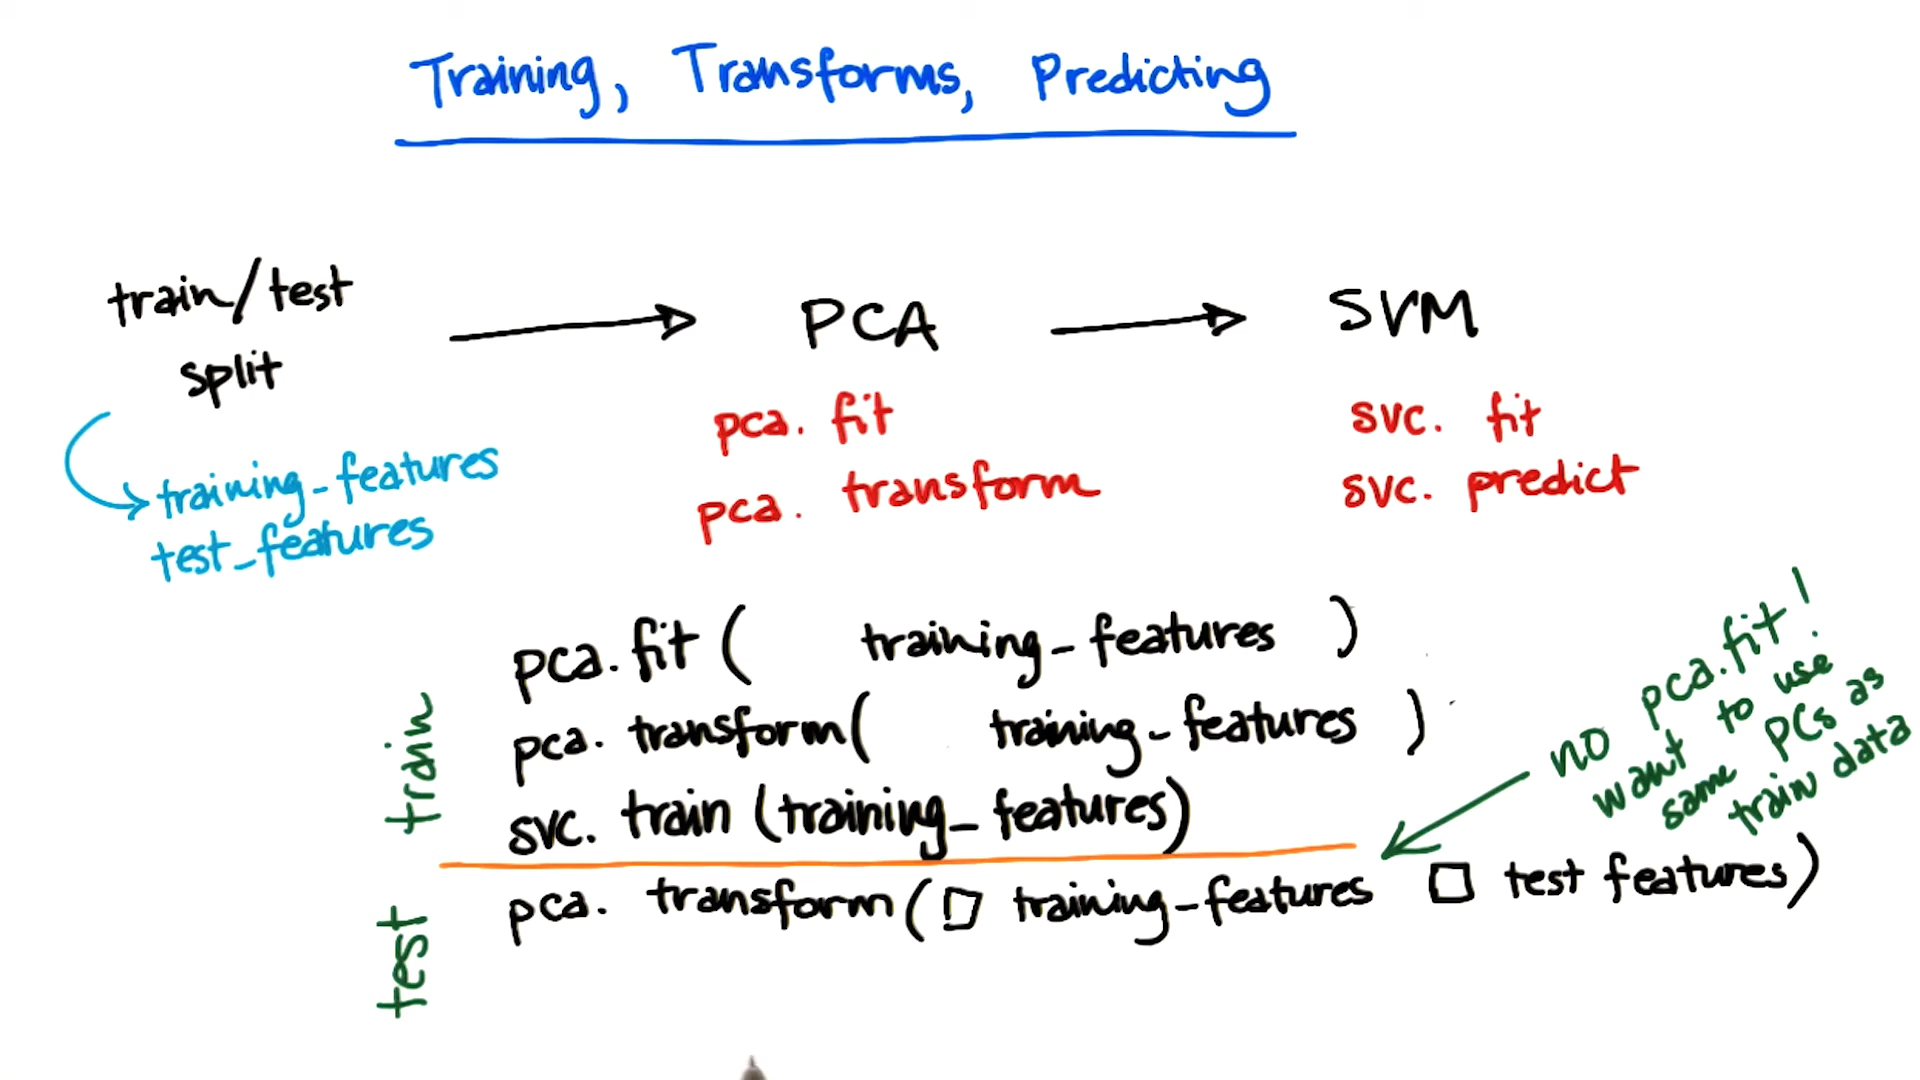 Training, Transforms, Predicting
train/test
split
PCA
SVM
training_features
test_features
pca. fit
pca. transform
svc. fit
svc. predict
train
pca. fit ( training_features )
pca. transform( training_features )
svc. train (training_features)
test
pca. transform( training_features test features)
no pca.fit!
want to use
same PCs as
train data